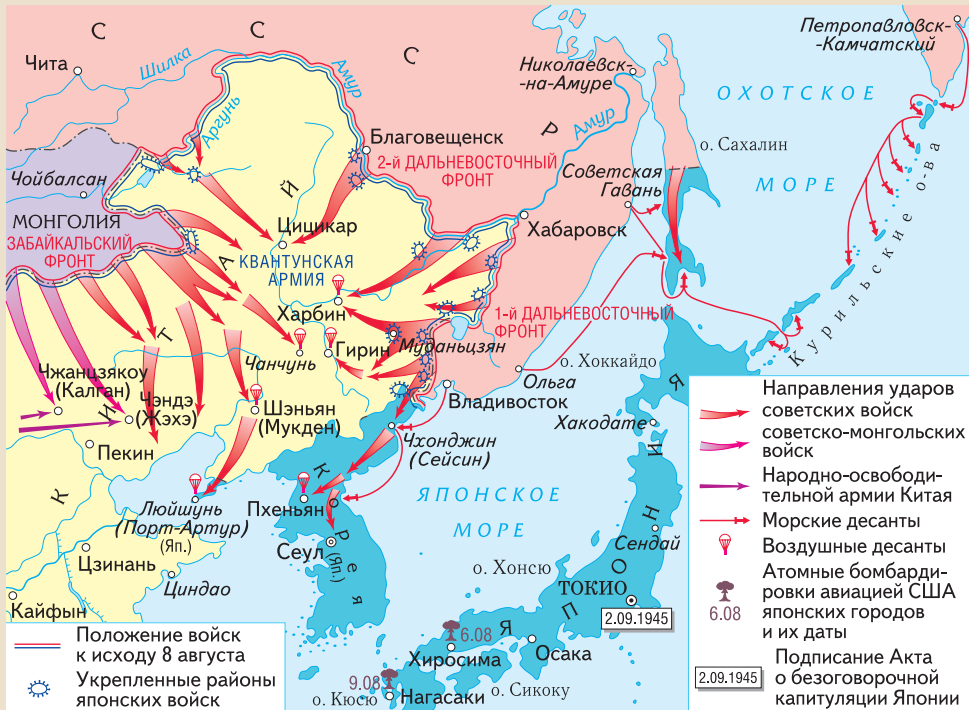 С С С Р
Петропавловск-
-Камчатский
Чита
Шилка
Амур
Николаевск-
-на-Амуре
ОХОТСКОЕ
МОРЕ
Аргунь
Амур
Благовещенск
2-й ДАЛЬНЕВОСТОЧНЫЙ
ФРОНТ
о. Сахалин
Чойбалсан
Советская
Гавань
МОНГОЛИЯ
ЗАБАЙКАЛЬСКИЙ
ФРОНТ
Цицикар
Хабаровск
КВАНТУНСКАЯ
АРМИЯ
КИТАЙ
Курильские о-ва
Харбин
1-й ДАЛЬНЕВОСТОЧНЫЙ
ФРОНТ
Чанчунь
Гирин
Муданьцзян
о. Хоккайдо
Ольга
Владивосток
Чжанцзякоу
(Калган)
Чэндэ
(Жэхэ)
Шэньян
(Мукден)
Хакодате
Пекин
Чхонджин
(Сейсин)
ЯПОНИЯ
Люйшунь
(Порт-Артур)
(Яп.)
Пхеньян
Корея
(Яп.)
ЯПОНСКОЕ
МОРЕ
Сеул
Сендай
Цзинань
Циндао
о. Хонсю
ТОКИО
2.09.1945
Кайфын
6.08
Хиросима
Осака
9.08
о. Кюсю
Нагасаки
о. Сикоку
Положение войск
к исходу 8 августа
Укрепленные районы
японских войск
Направления ударов
советских войск
советско-монгольских
войск
Народно-освободи-
тельной армии Китая
Морские десанты
Воздушные десанты
Атомные бомбарди-
ровки авиацией США
6.08
японских городов
и их даты
2.09.1945
Подписание Акта
о безоговорочной
капитуляции Японии